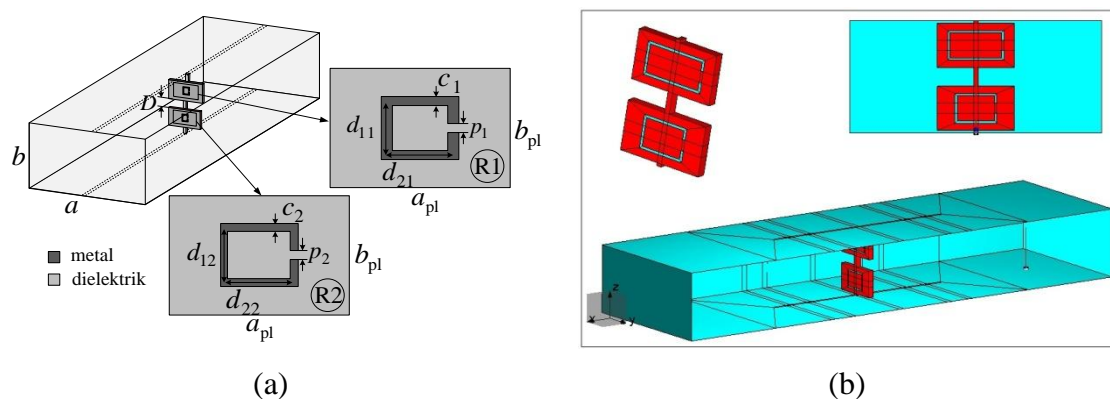 D
b
a
c1
d11
p1
bpl
d21
R1
apl
c2
d12
p2
bpl
d22
R2
apl
metal
dielektrik
z
x
y
(a)
(b)